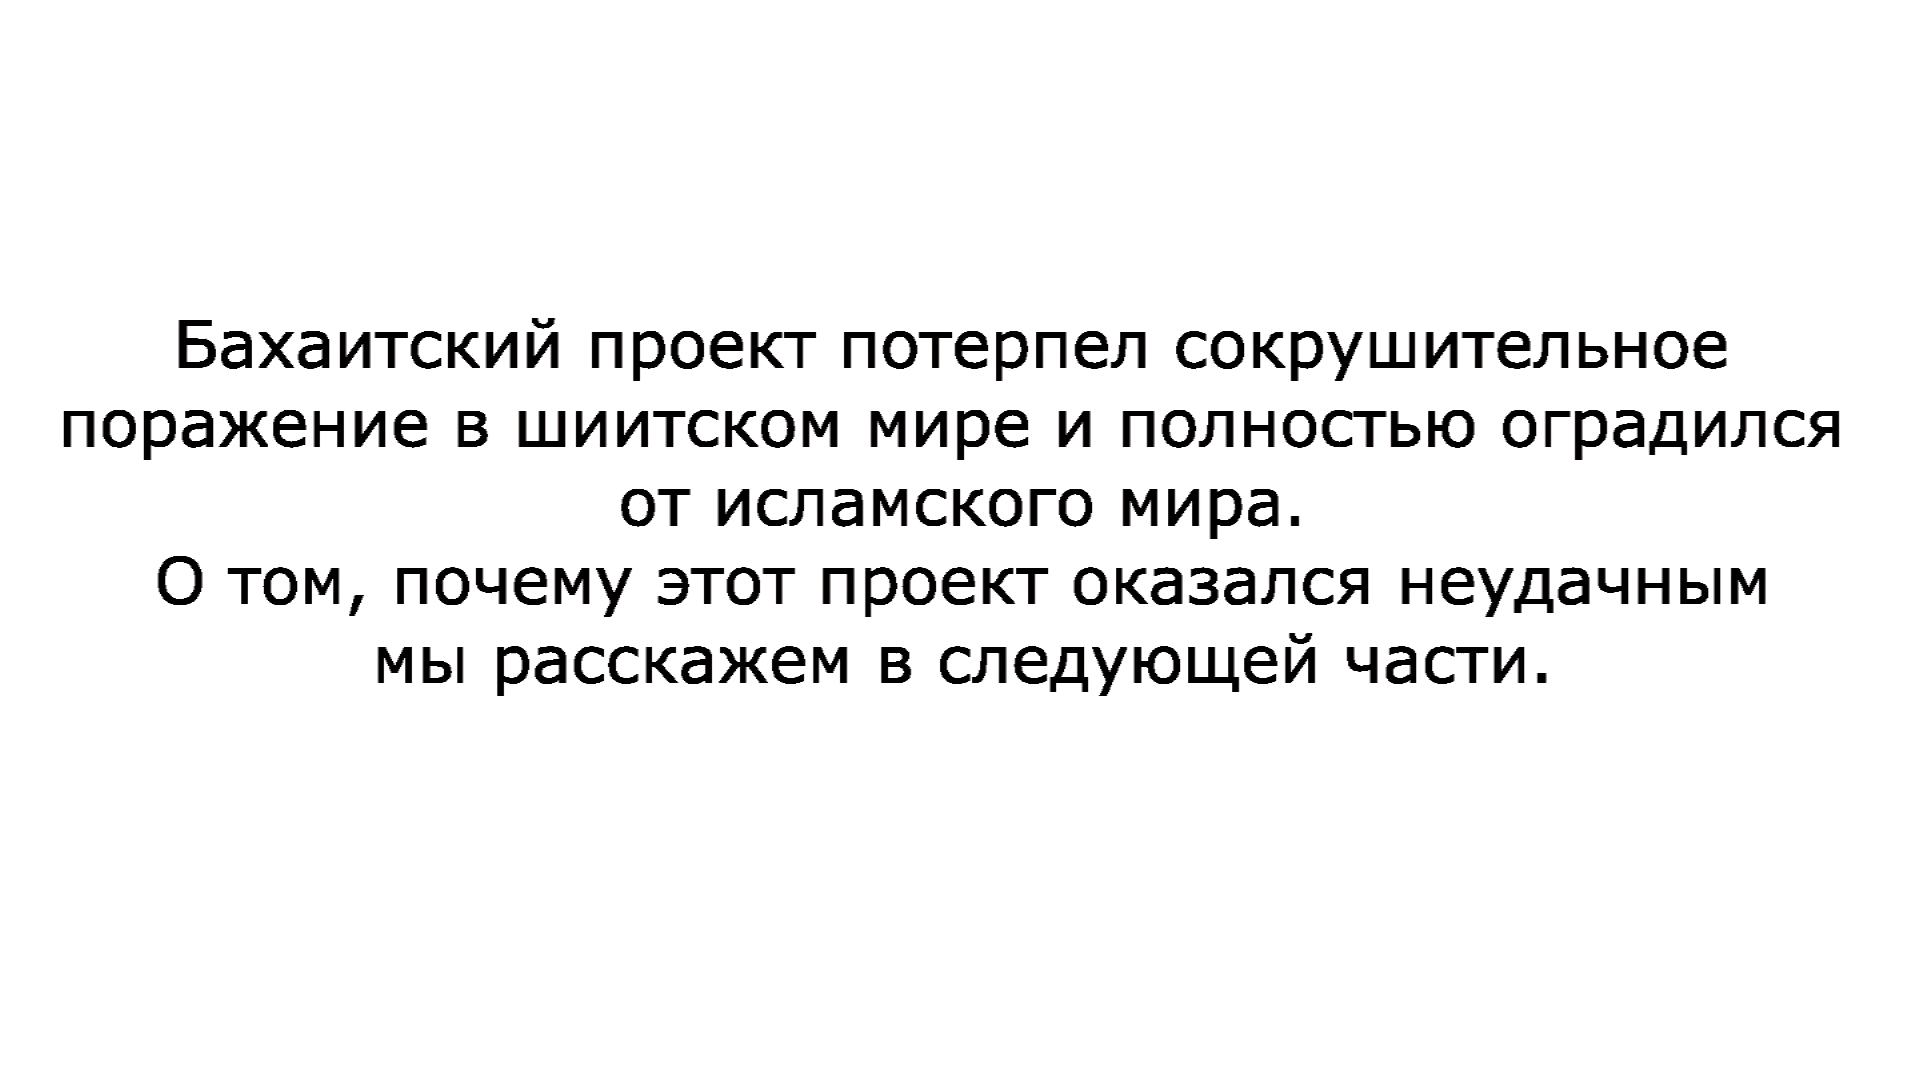 Бахаитский проект потерпел сокрушительное
поражение в шиитском мире и полностью оградился
от исламского мира.
О том, почему этот проект оказался неудачным
мы расскажем в следующей части.